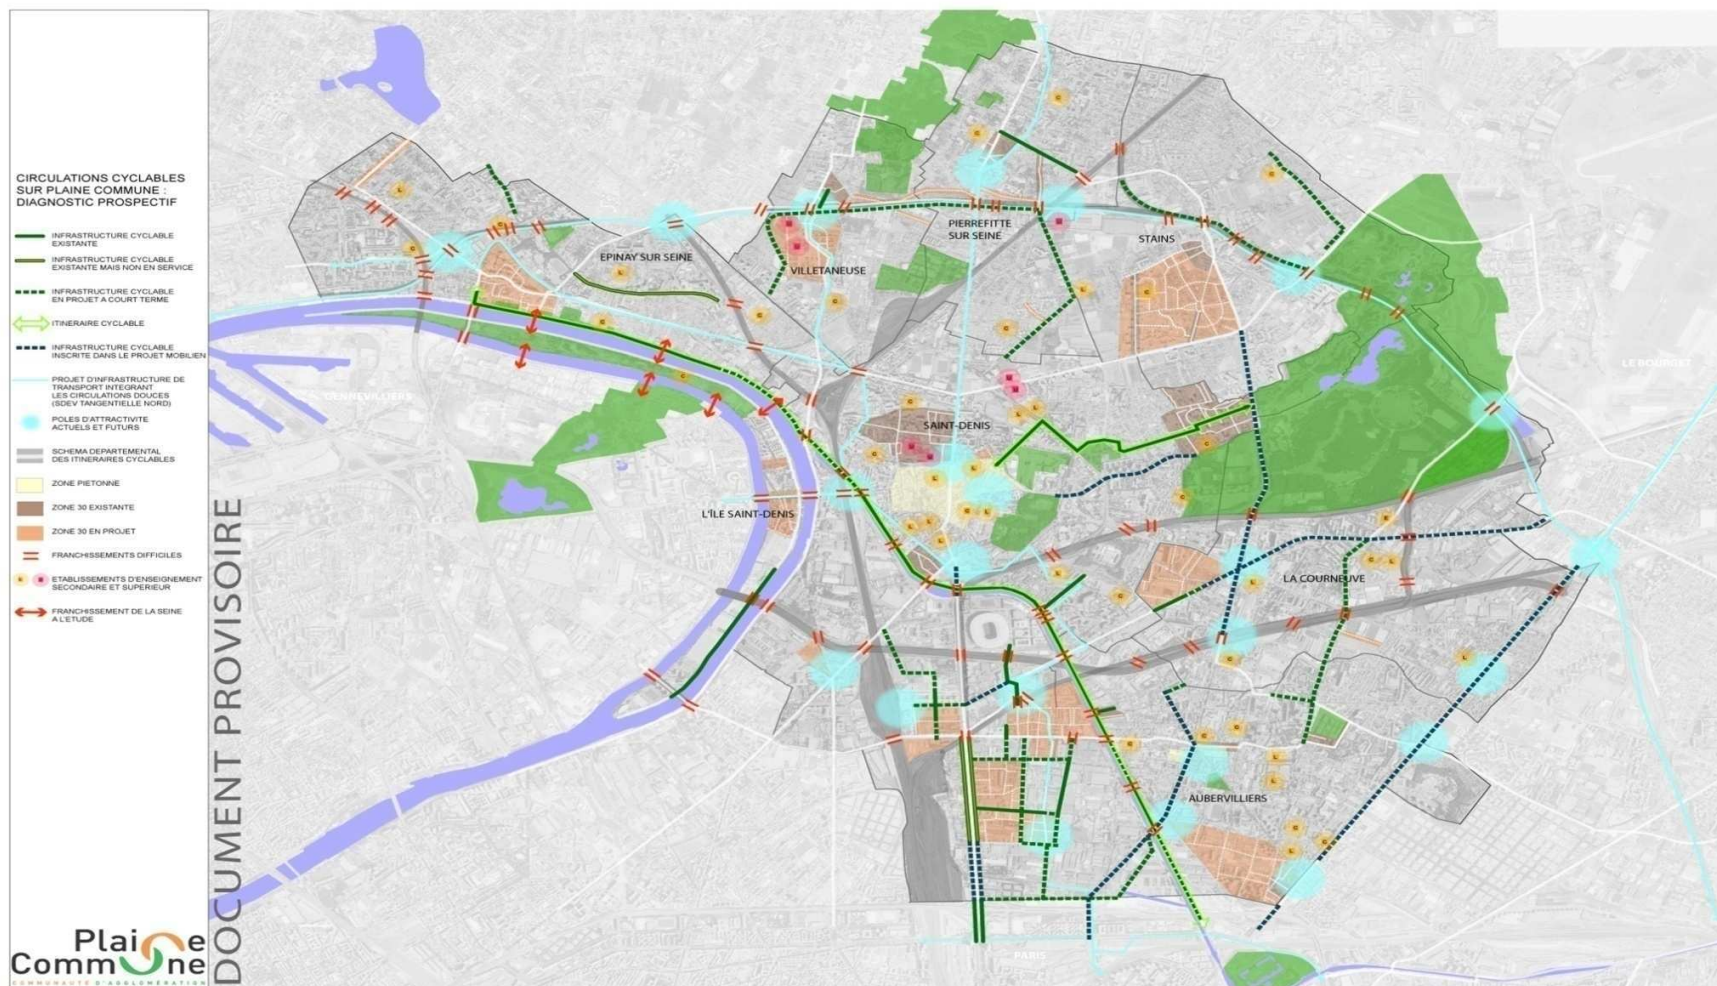 CIRCULATIONS CYCLABLES
SUR PLAINE COMMUNE :
DIAGNOSTIC PROSPECTIF
INFRASTRUCTURE CYCLABLE
EXISTANTE
INFRASTRUCTURE CYCLABLE
EXISTANTE MAIS NON EN SERVICE
INFRASTRUCTURE CYCLABLE
EN PROJET A COURT TERME
ITINERAIRE CYCLABLE
INFRASTRUCTURE CYCLABLE
INSCRITE DANS LE PROJET MOBILIEN
PROJET D'INFRASTRUCTURE DE
TRANSPORT INTEGRANT
LES CIRCULATIONS DOUCES
(SDEV TANGENTIELLE NORD)
POLES D'ATTRACTIVITE
ACTUELS ET FUTURS
SCHEMA DEPARTEMENTAL
DES ITINERAIRES CYCLABLES
ZONE PIETONNE
ZONE 30 EXISTANTE
ZONE 30 EN PROJET
FRANCHISSEMENTS DIFFICILES
ETABLISSEMENTS D'ENSEIGNEMENT
SECONDAIRE ET SUPERIEUR
FRANCHISSEMENT DE LA SEINE
A L'ETUDE
Plaine
Commune
COMMUNAUTÉ D'AGGLOMÉRATION
DOCUMENT PROVISOIRE
PIERREFITTE
SUR SEINE
STAINS
EPINAY SUR SEINE
VILLETANEUSE
LE BOURGET
GENNEVILLIERS
SAINT-DENIS
L'ÎLE SAINT-DENIS
LA COURNEUVE
AUBERVILLIERS
PARIS